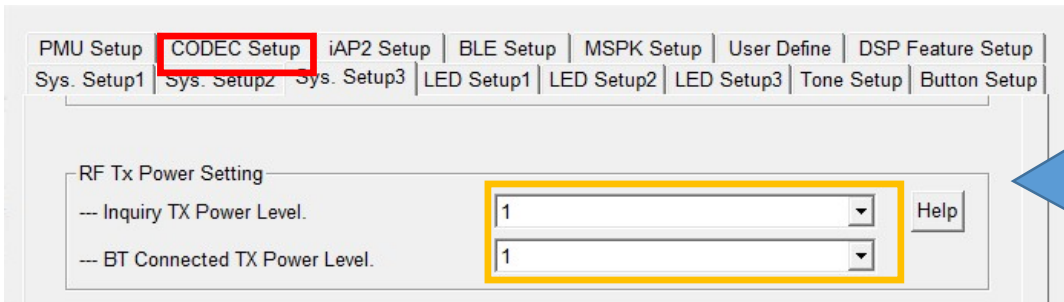 PMU Setup CODEC Setup iAP2 Setup BLE Setup MSPK Setup User Define DSP Feature Setup
Sys. Setup1 Sys. Setup2 Sys. Setup3 LED Setup1 LED Setup2 LED Setup3 Tone Setup Button Setup
RF Tx Power Setting
--- Inquiry TX Power Level. 1 Help
--- BT Connected TX Power Level. 1